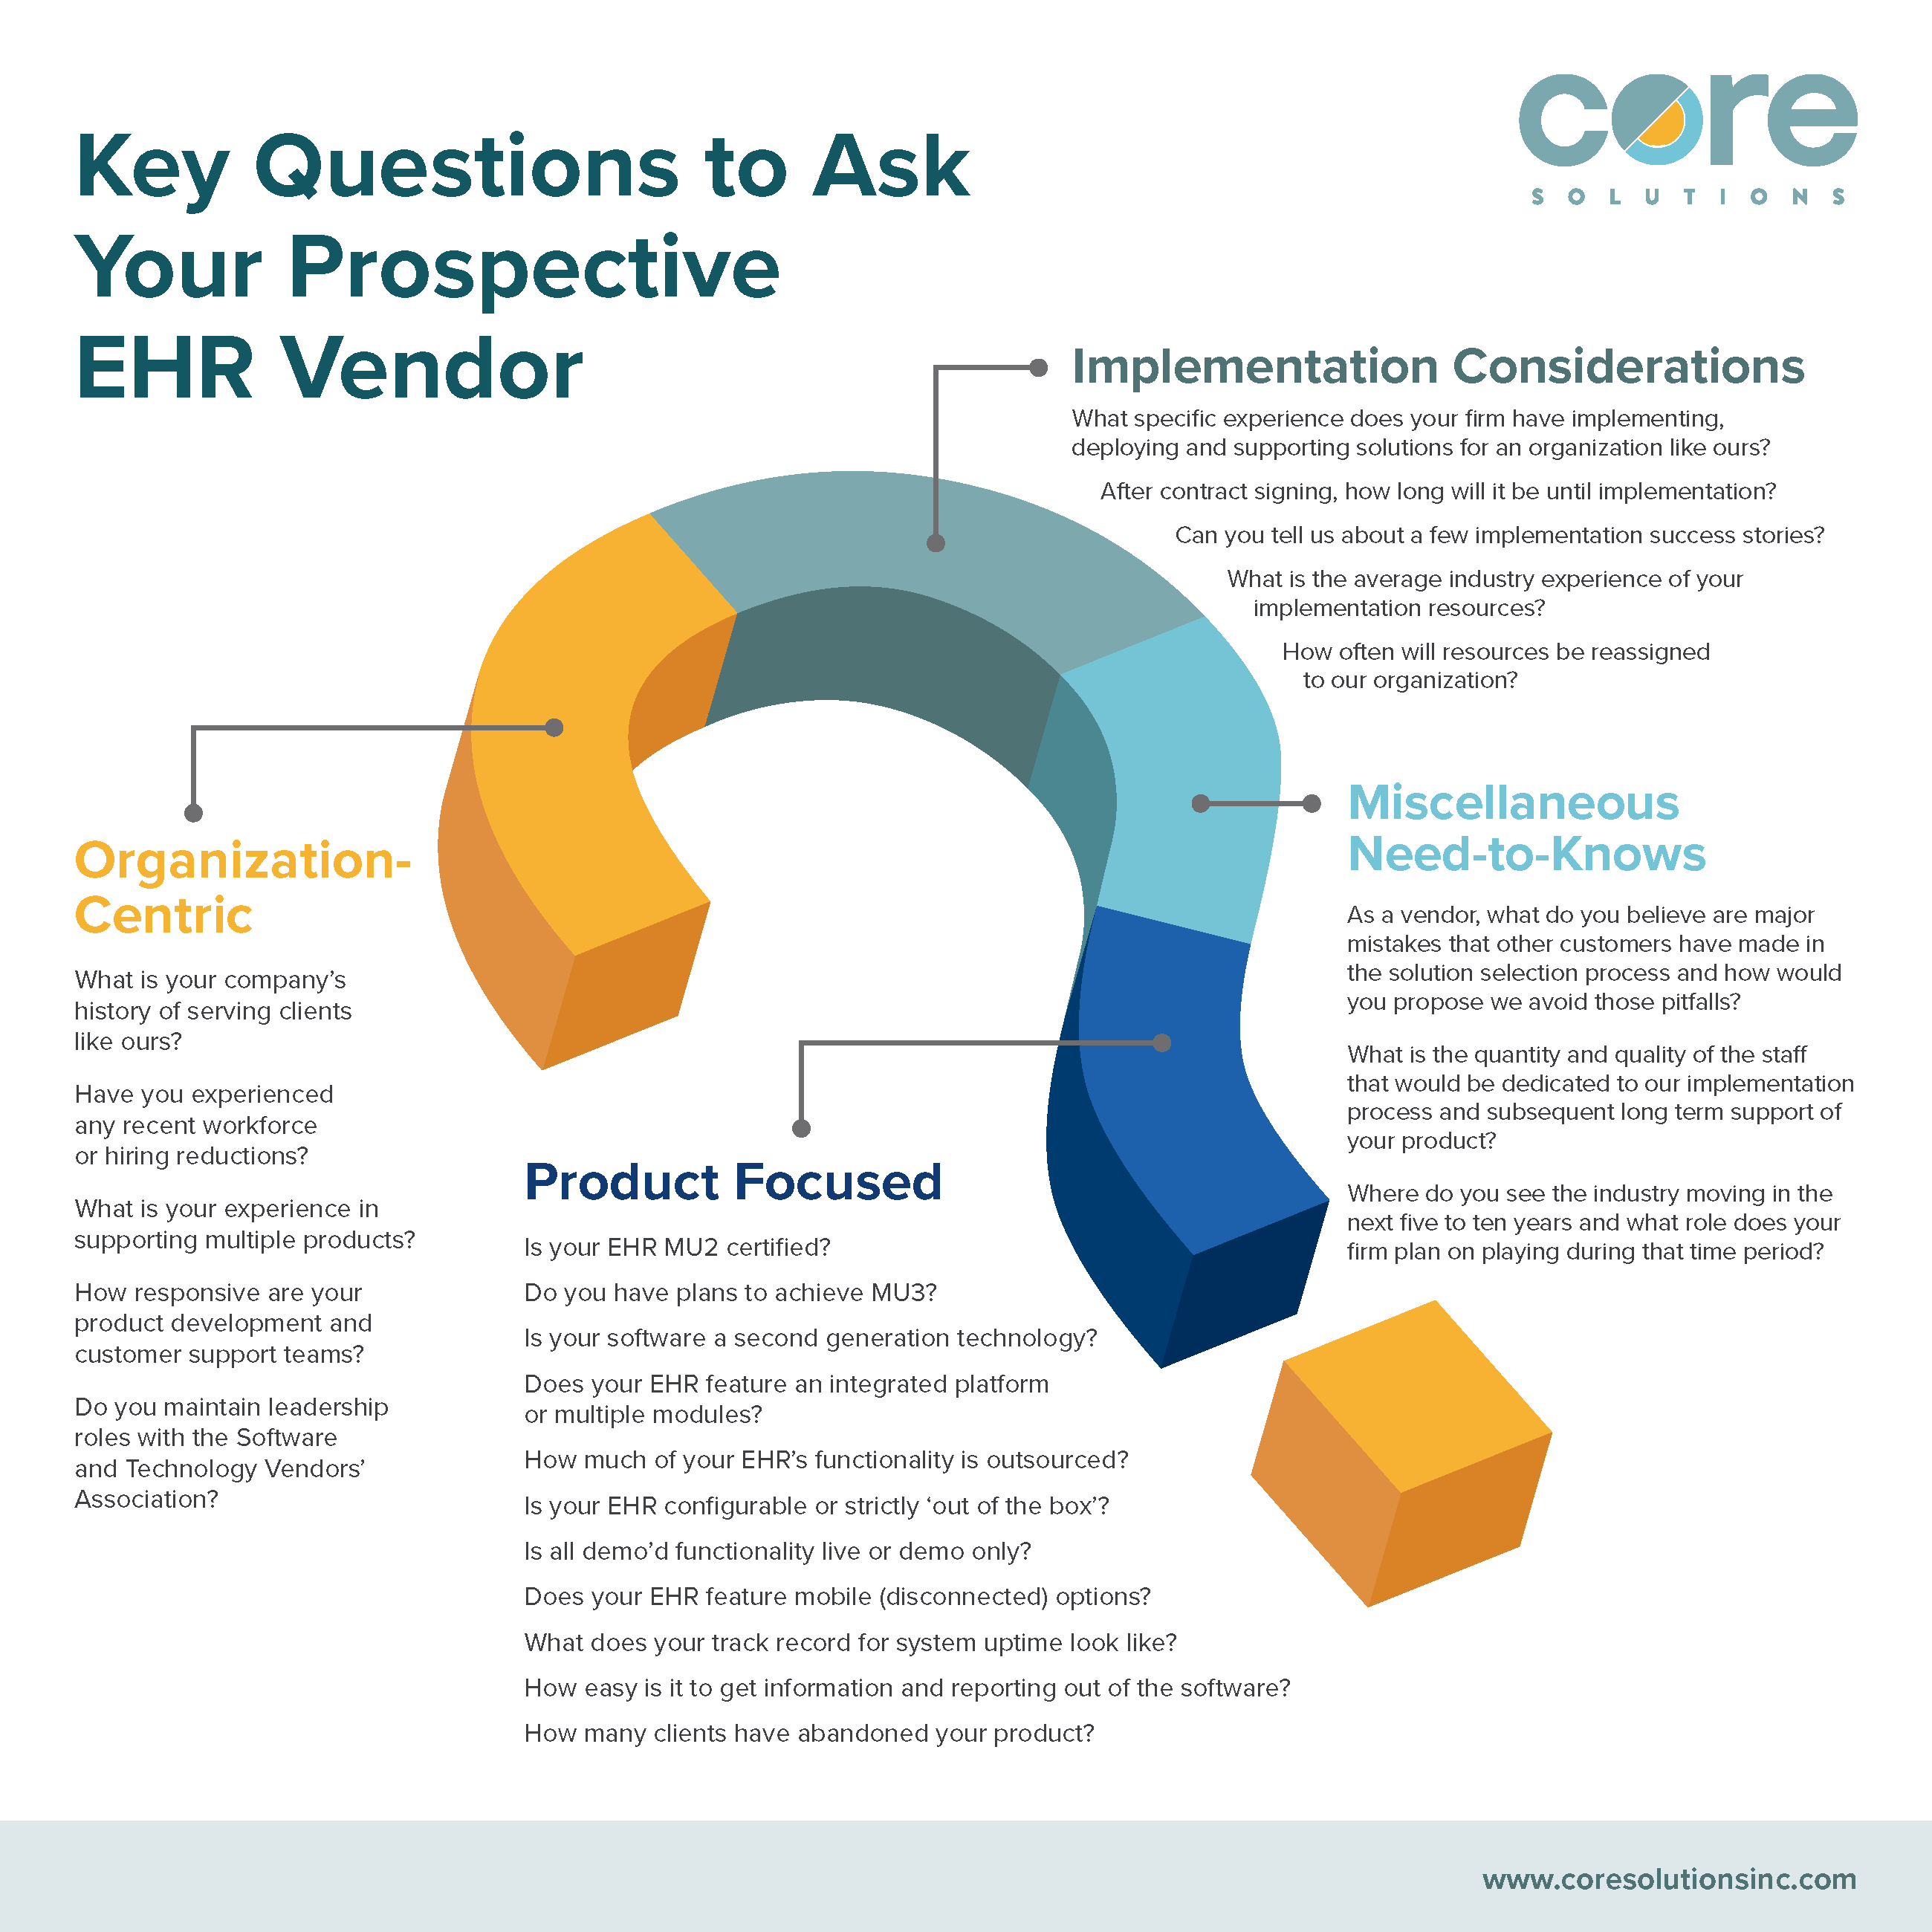 core
SOLUTIONS
Key Questions to Ask
Your Prospective
EHR Vendor
Implementation Considerations
What specific experience does your firm have implementing,
deploying and supporting solutions for an organization like ours?
After contract signing, how long will it be until implementation?
Can you tell us about a few implementation success stories?
What is the average industry experience of your
implementation resources?
How often will resources be reassigned
to our organization?
Miscellaneous
Need-to-Knows
As a vendor, what do you believe are major
mistakes that other customers have made in
the solution selection process and how would
you propose we avoid those pitfalls?
What is the quantity and quality of the staff
that would be dedicated to our implementation
process and subsequent long term support of
your product?
Where do you see the industry moving in the
next five to ten years and what role does your
firm plan on playing during that time period?
Organization-
Centric
What is your company’s
history of serving clients
like ours?
Have you experienced
any recent workforce
or hiring reductions?
What is your experience in
supporting multiple products?
How responsive are your
product development and
customer support teams?
Do you maintain leadership
roles with the Software
and Technology Vendors’
Association?
Product Focused
Is your EHR MU2 certified?
Do you have plans to achieve MU3?
Is your software a second generation technology?
Does your EHR feature an integrated platform
or multiple modules?
How much of your EHR’s functionality is outsourced?
Is your EHR configurable or strictly ‘out of the box’?
Is all demo’d functionality live or demo only?
Does your EHR feature mobile (disconnected) options?
What does your track record for system uptime look like?
How easy is it to get information and reporting out of the software?
How many clients have abandoned your product?
www.coresolutionsinc.com